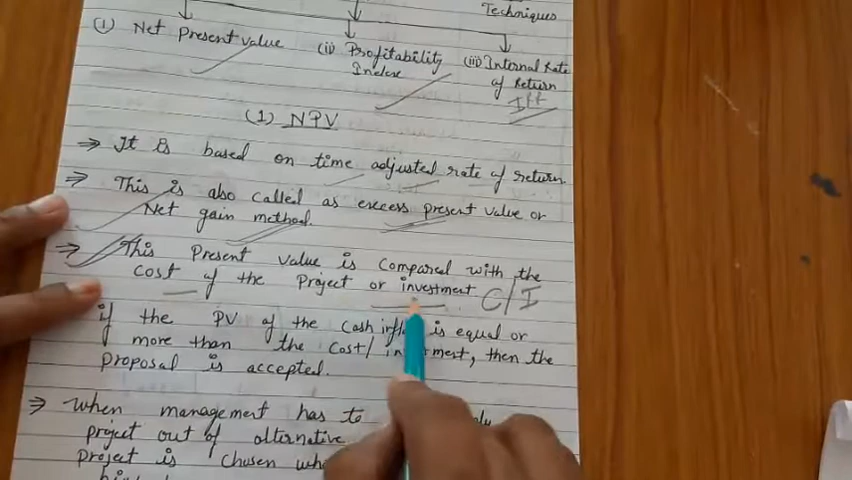 Techniques
(i) Net Present value (ii) Profitability (iii) Internal Rate
Index of Return
Iff
(1) NPV
⇒ It is based on time adjusted rate of return.
⇒ This is also called as excess present value or
Net gain method.
⇒ This Present value is compared with the
cost of the Project or investment C/I
if the PV of the cash is equal or
more than the cost/ then the
proposal is accepted.
⇒ When management has to
project out of alternative
project is chosen